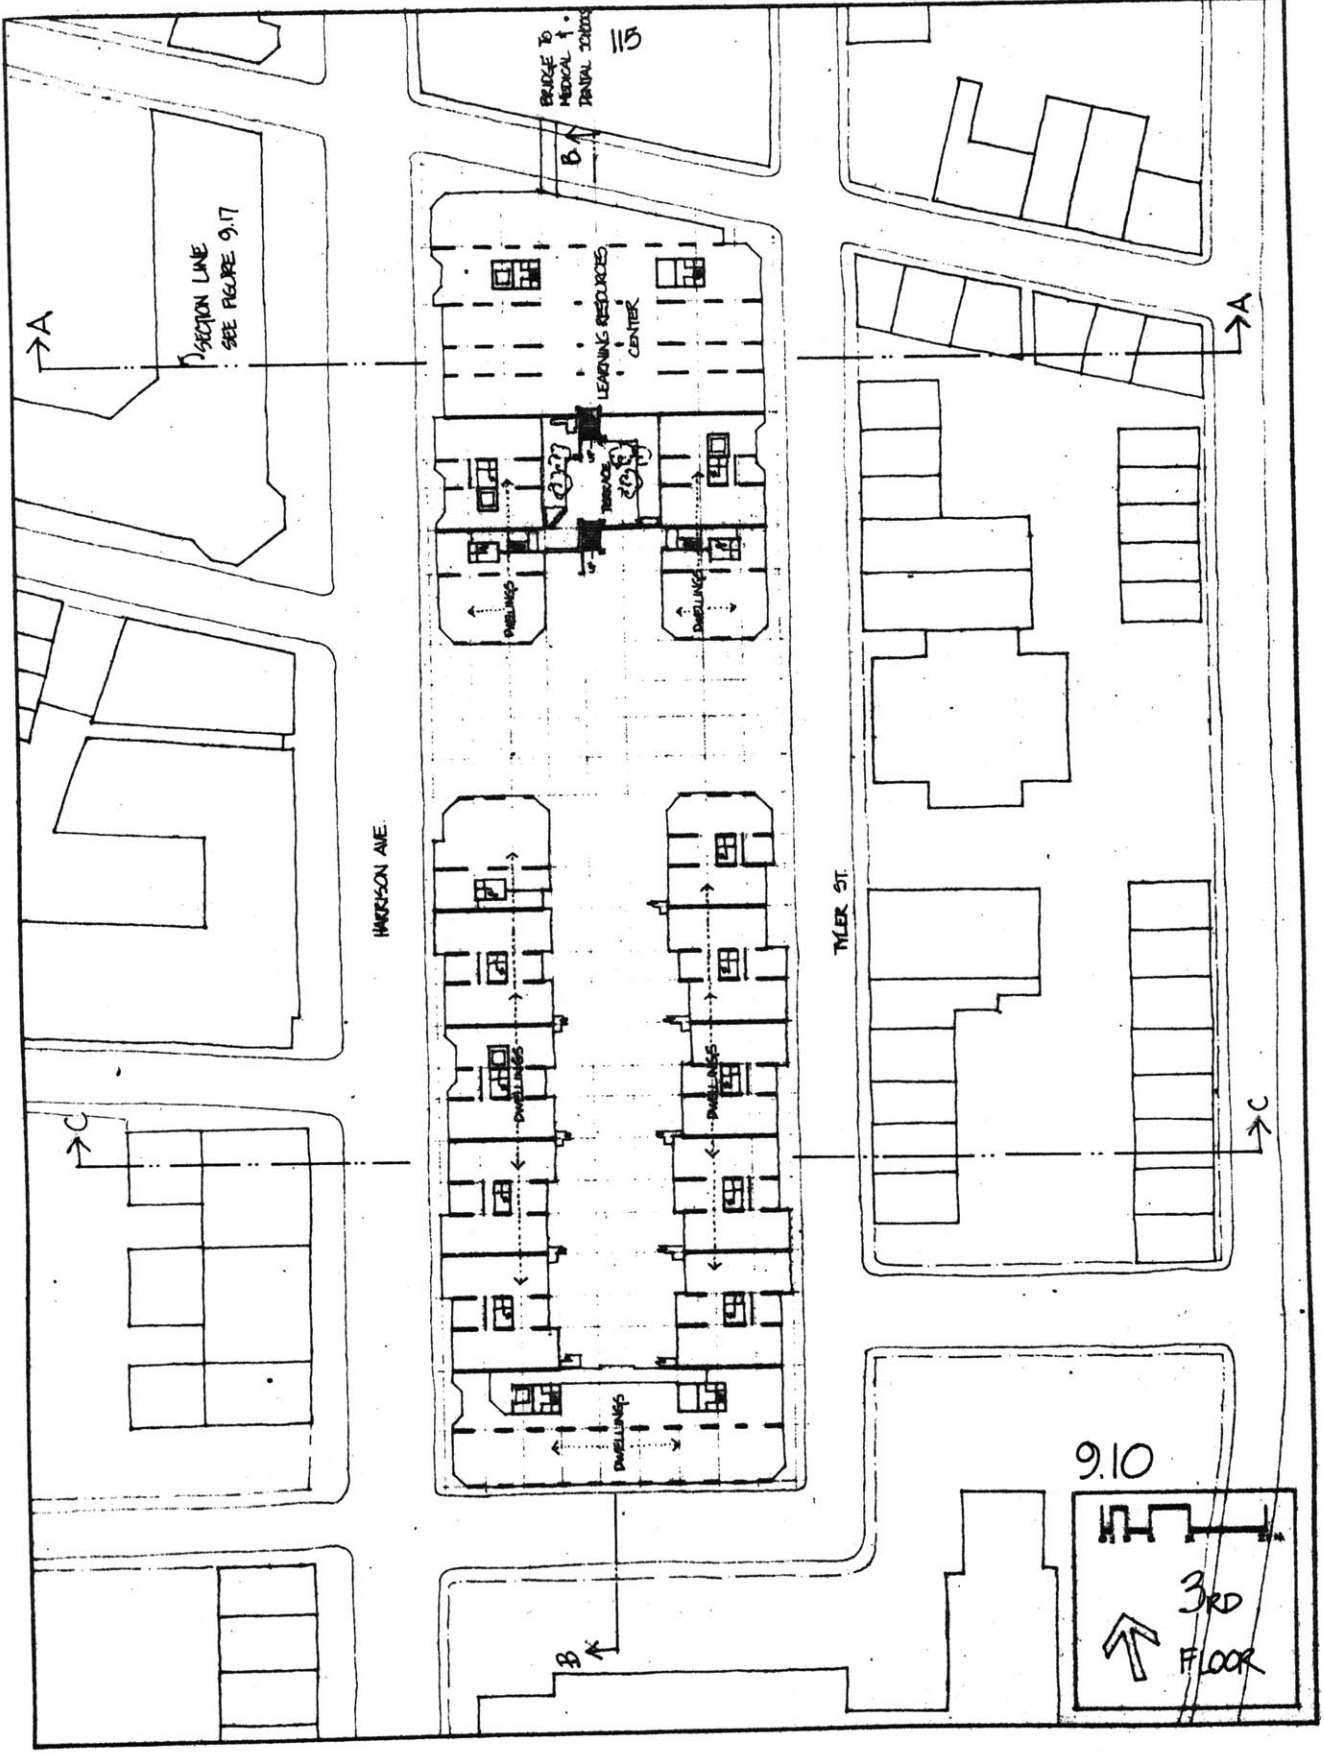 115
BRIDGE TO
MEDICAL &
DENTAL SCHOOLS
B
SECTION LINE
SEE FIGURE 9.17
A
A
LEARNING RESOURCES
CENTER
UP
TERRACE
UP
DWELLINGS
DWELLINGS
HARRISON AVE.
TYLER ST.
DWELLINGS
DWELLINGS
C
C
DWELLINGS
B
9.10
3RD
FLOOR